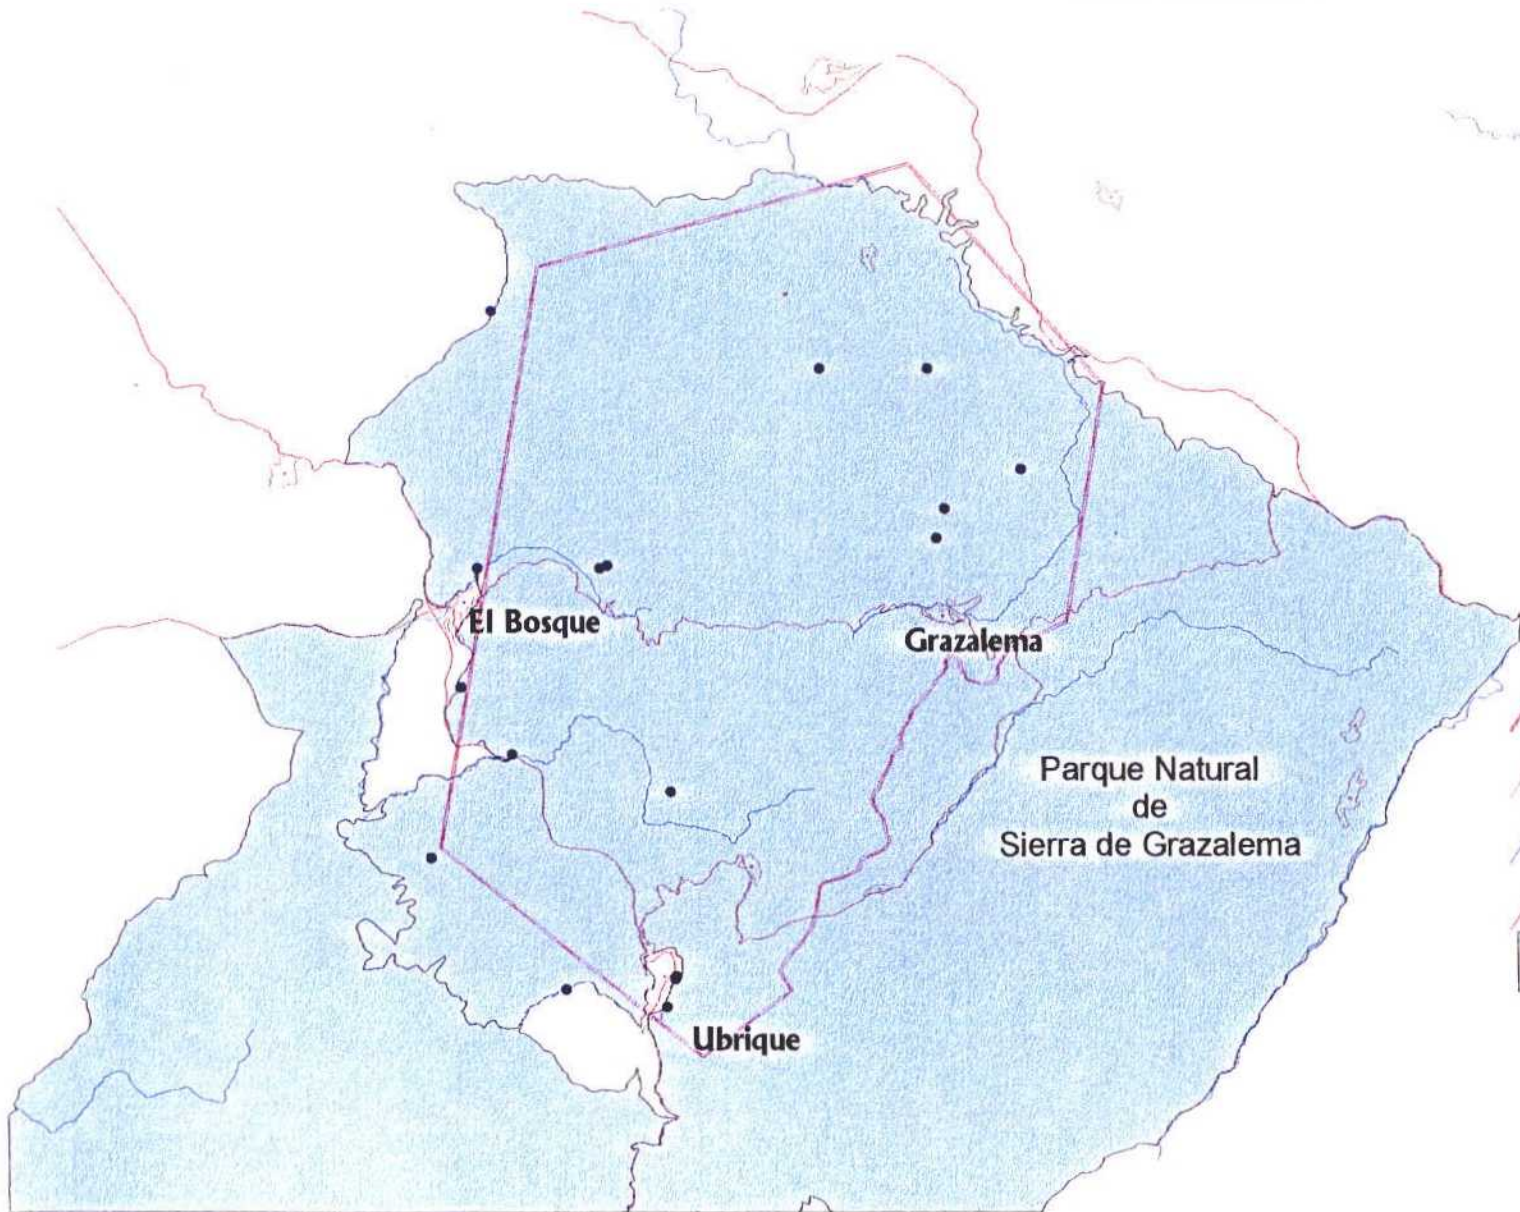 El Bosque
Grazalema
Parque Natural
de
Sierra de Grazalema
Ubrique